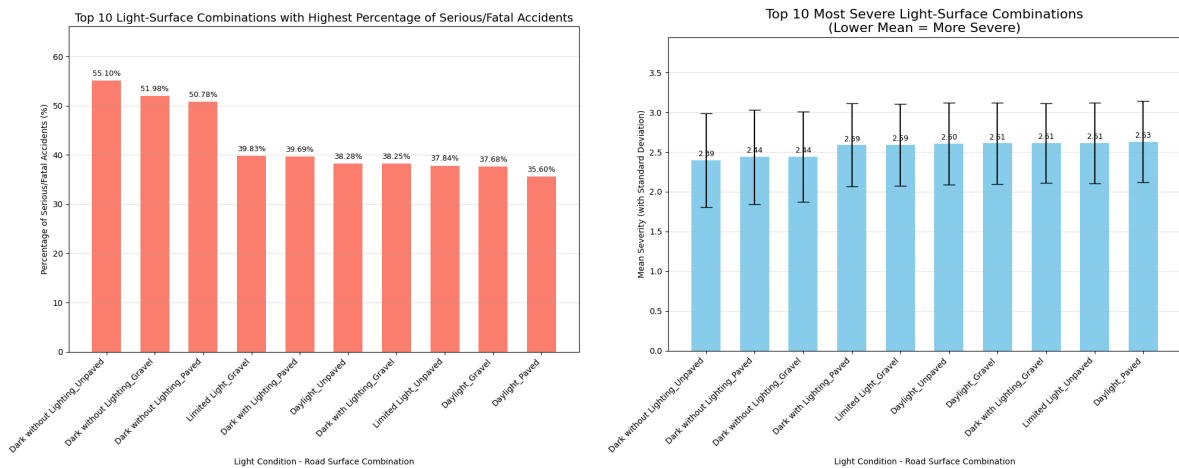 Top 10 Light-Surface Combinations with Highest Percentage of Serious/Fatal Accidents
Percentage of Serious/Fatal Accidents (%)
60
50
40
30
20
10
0
55.10%
51.98%
50.78%
39.83%
39.69%
38.28%
38.25%
37.84%
37.68%
35.60%
Dark without Lighting_Unpaved
Dark without Lighting_Gravel
Dark without Lighting_Paved
Limited Light_Gravel
Dark with Lighting_Paved
Daylight_Unpaved
Dark with Lighting_Gravel
Limited Light_Unpaved
Daylight_Gravel
Daylight_Paved
Light Condition - Road Surface Combination
Top 10 Most Severe Light-Surface Combinations
(Lower Mean = More Severe)
Mean Severity (with Standard Deviation)
3.5
3.0
2.5
2.0
1.5
1.0
0.5
0.0
2.39
2.44
2.44
2.59
2.59
2.60
2.61
2.61
2.61
2.63
Dark without Lighting_Unpaved
Dark without Lighting_Paved
Dark without Lighting_Gravel
Dark with Lighting_Paved
Limited Light_Gravel
Daylight_Unpaved
Daylight_Gravel
Dark with Lighting_Gravel
Limited Light_Unpaved
Daylight_Paved
Light Condition - Road Surface Combination